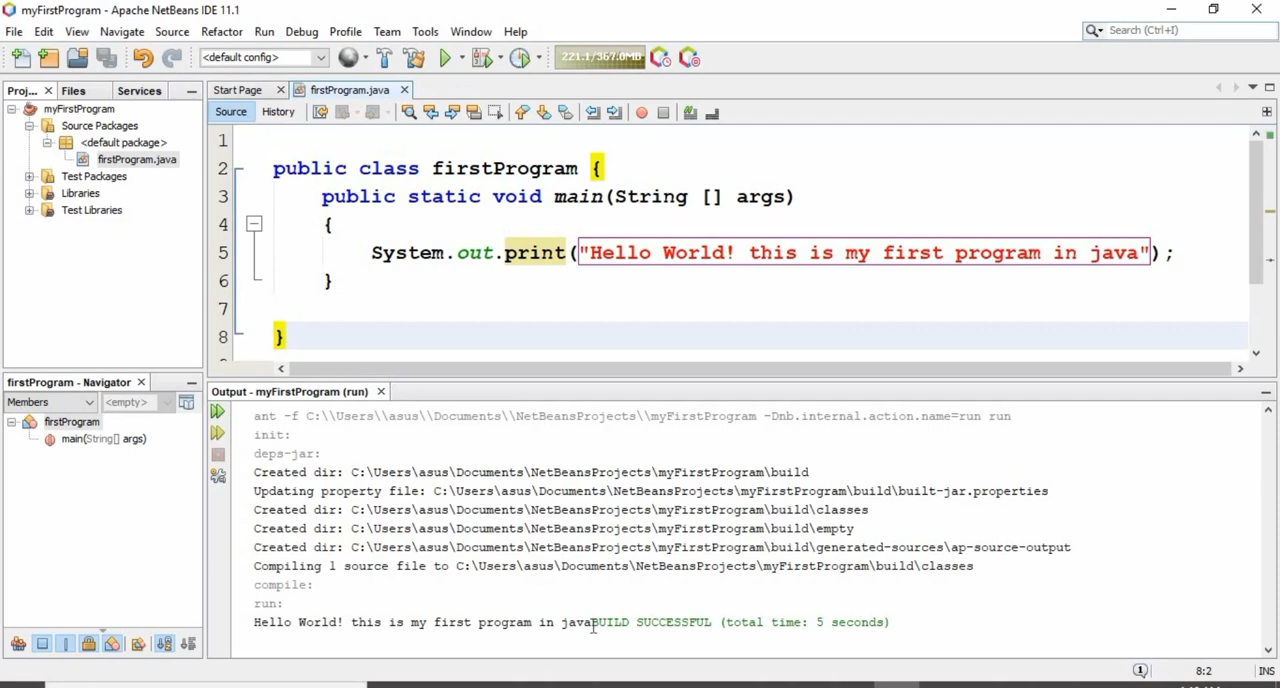 myFirstProgram - Apache NetBeans IDE 11.1
File Edit View Navigate Source Refactor Run Debug Profile Team Tools Window Help
Search (Ctrl+I)
<default config>
221.1/367.0MB
Proj... Files Services
myFirstProgram
Source Packages
<default package>
firstProgram.java
Test Packages
Libraries
Test Libraries
Start Page firstProgram.java
Source History
1
2 public class firstProgram {
3 public static void main(String [] args)
4 {
5 System.out.print("Hello World! this is my first program in java");
6 }
7
8 }
firstProgram - Navigator
Members <empty>
firstProgram
main(String[] args)
Output - myFirstProgram (run)
ant -f C:\\Users\\asus\\Documents\\NetBeansProjects\\myFirstProgram -Dnb.internal.action.name=run run
init:
deps-jar:
Created dir: C:\Users\asus\Documents\NetBeansProjects\myFirstProgram\build
Updating property file: C:\Users\asus\Documents\NetBeansProjects\myFirstProgram\build\built-jar.properties
Created dir: C:\Users\asus\Documents\NetBeansProjects\myFirstProgram\build\classes
Created dir: C:\Users\asus\Documents\NetBeansProjects\myFirstProgram\build\empty
Created dir: C:\Users\asus\Documents\NetBeansProjects\myFirstProgram\build\generated-sources\ap-source-output
Compiling 1 source file to C:\Users\asus\Documents\NetBeansProjects\myFirstProgram\build\classes
compile:
run:
Hello World! this is my first program in javaBUILD SUCCESSFUL (total time: 5 seconds)
1
8:2 INS